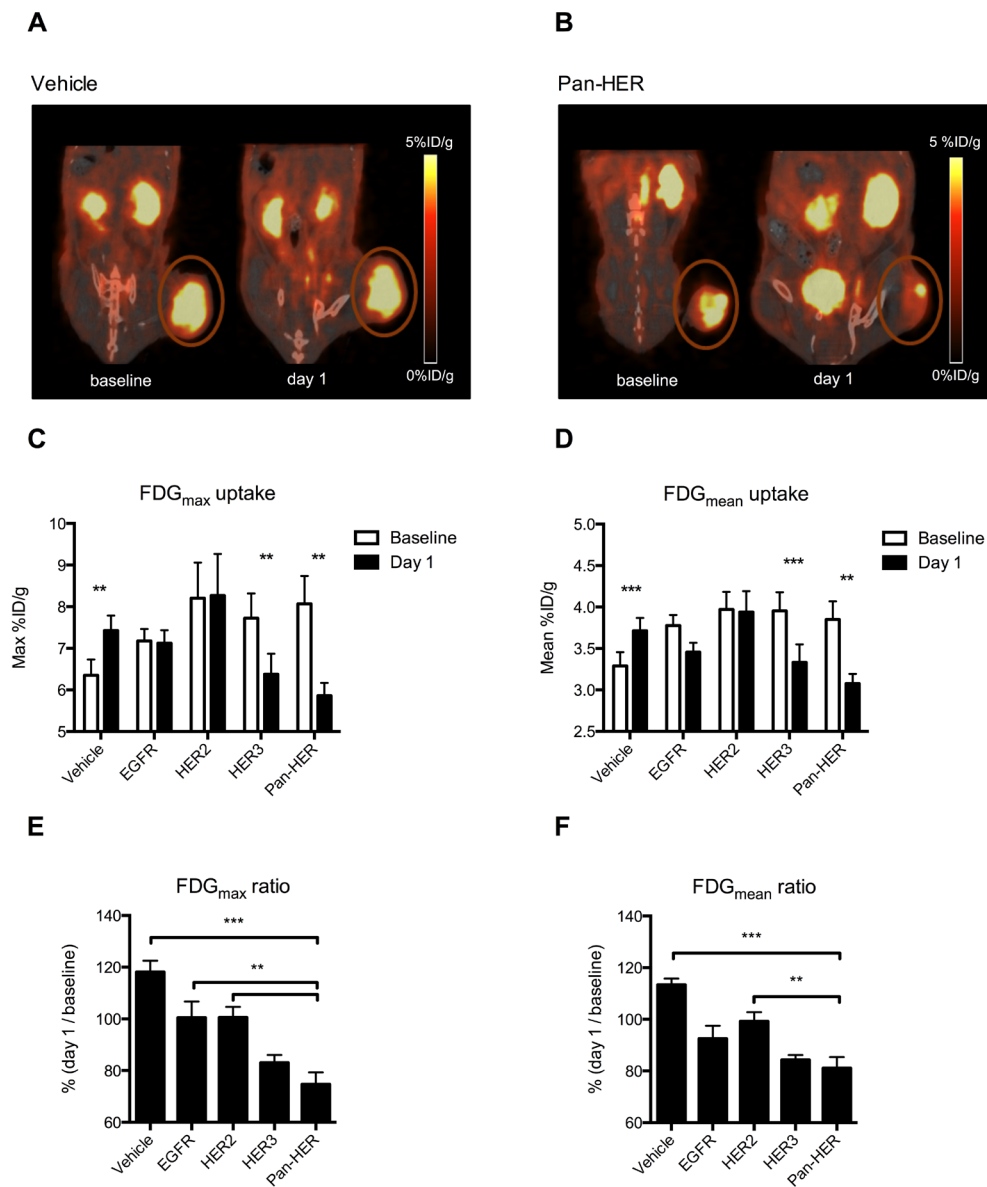 A
B
Vehicle
Pan-HER
5%ID/g
baseline
day 1
0%ID/g
5 %ID/g
baseline
day 1
0%ID/g
C
D
FDGmax uptake
Max %ID/g
10
9
8
7
6
5
**
**
**
Baseline
Day 1
Vehicle
EGFR
HER2
HER3
Pan-HER
FDGmean uptake
Mean %ID/g
5.0
4.5
4.0
3.5
3.0
2.5
***
***
**
Baseline
Day 1
Vehicle
EGFR
HER2
HER3
Pan-HER
E
F
FDGmax ratio
% (day 1 / baseline)
140
120
100
80
60
***
**
Vehicle
EGFR
HER2
HER3
Pan-HER
FDGmean ratio
% (day 1 / baseline)
140
120
100
80
60
***
**
Vehicle
EGFR
HER2
HER3
Pan-HER